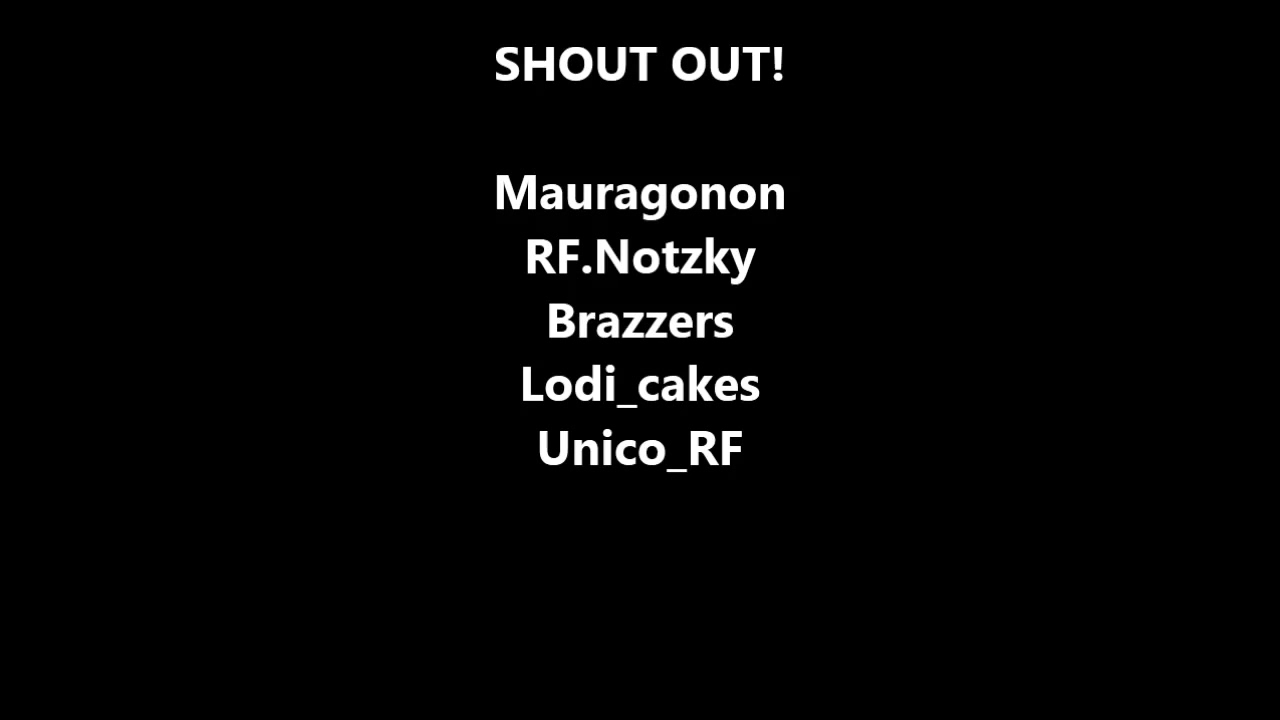 SHOUT OUT!
Mauragonon
RF.Notzky
Brazzers
Lodi_cakes
Unico_RF